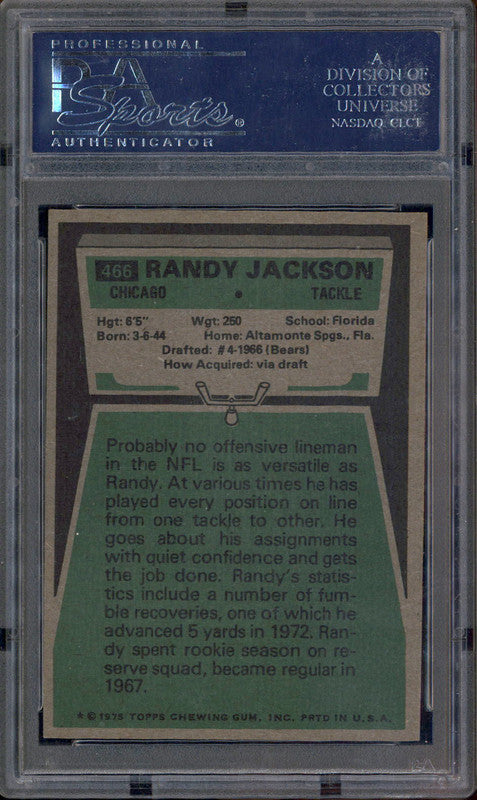 PROFESSIONAL
PSA
Sports®
AUTHENTICATOR
A
DIVISION OF
COLLECTORS
UNIVERSE
NASDAQ: CLCT
466 RANDY JACKSON
CHICAGO • TACKLE
Hgt: 6'5" Wgt: 250 School: Florida
Born: 3-6-44 Home: Altamonte Spgs., Fla.
Drafted: #4-1966 (Bears)
How Acquired: via draft
Probably no offensive lineman
in the NFL is as versatile as
Randy. At various times he has
played every position on line
from one tackle to other. He
goes about his assignments
with quiet confidence and gets
the job done. Randy's statis-
tics include a number of fum-
ble recoveries, one of which he
advanced 5 yards in 1972. Ran-
dy spent rookie season on re-
serve squad, became regular in
1967.
* © 1975 TOPPS CHEWING GUM, INC. PRTD IN U.S.A.